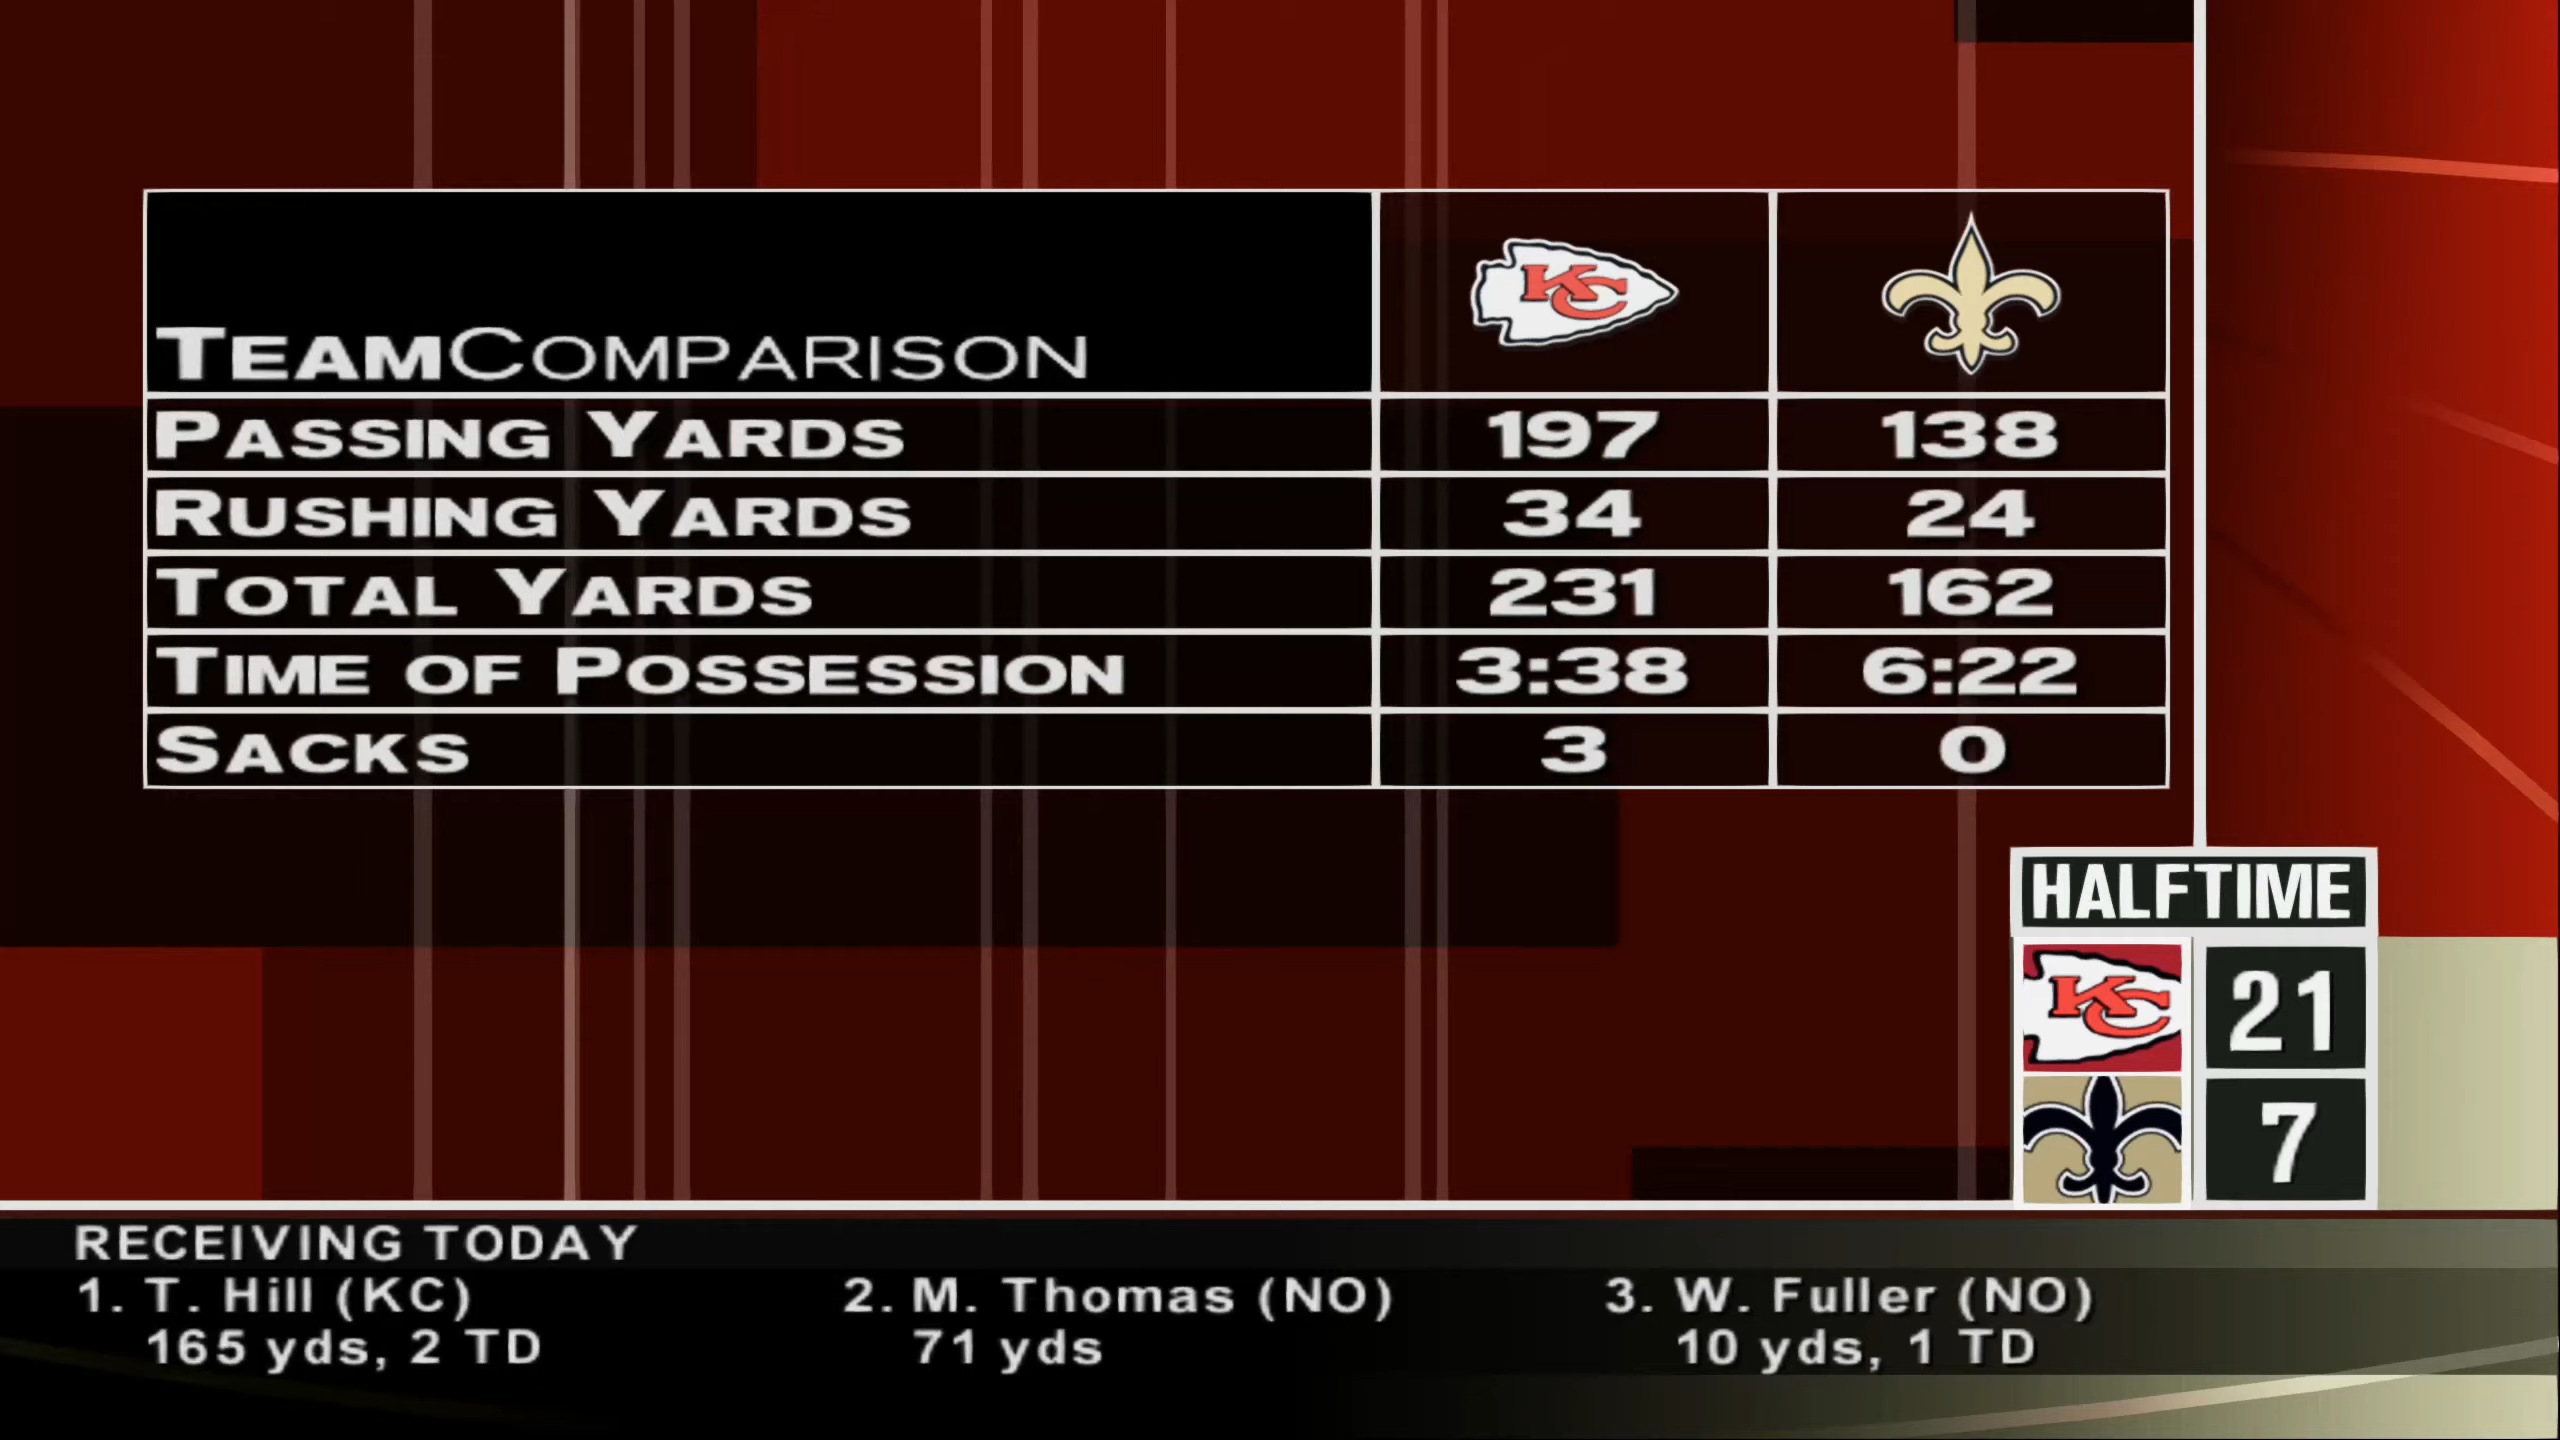 KC
TEAMCOMPARISON
PASSING YARDS 197 138
RUSHING YARDS 34 24
TOTAL YARDS 231 162
TIME OF POSSESSION 3:38 6:22
SACKS 3 0
HALFTIME
KC 21
7
RECEIVING TODAY
1. T. Hill (KC) 2. M. Thomas (NO) 3. W. Fuller (NO)
165 yds, 2 TD 71 yds 10 yds, 1 TD